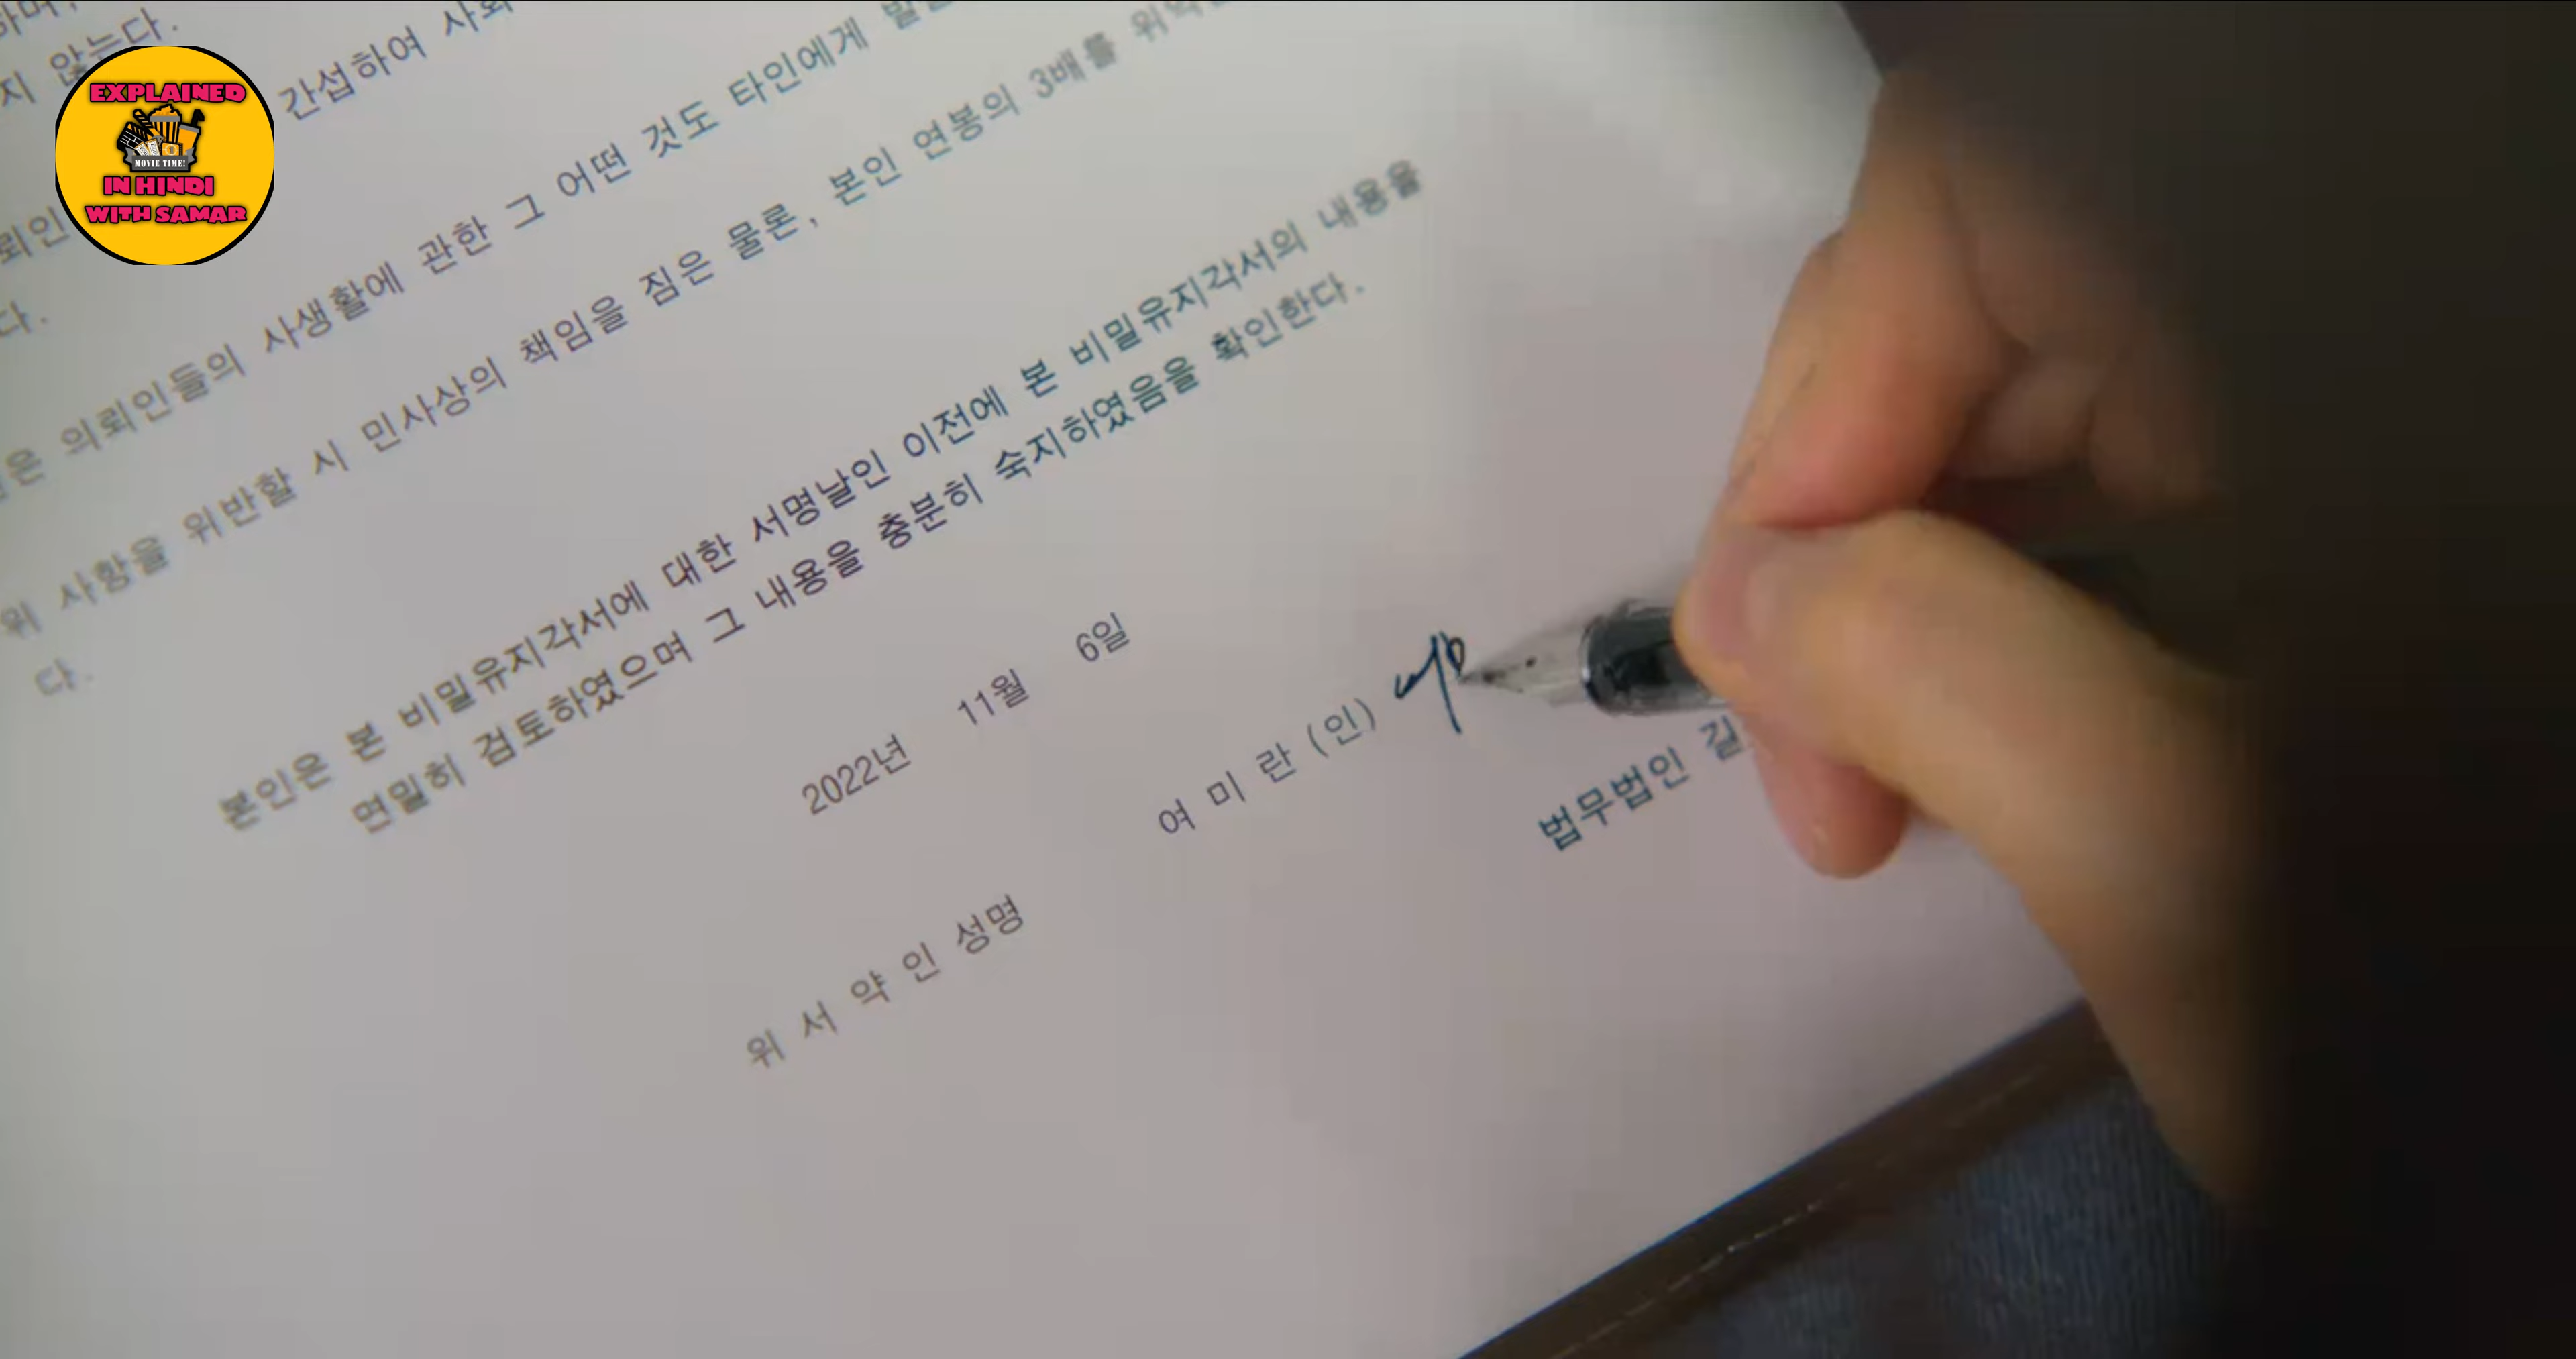 EXPLAINED
MOVIE TIME!
IN HINDI
WITH SAMAR
지 않는다.
간섭하여
뢰인
다.
은 의뢰인들의 사생활에 관한 그 어떤 것도 타인에게
위 사항을 위반할 시 민사상의 책임을 짐은 물론, 본인 연봉의 3배를
다.
본인은 본 비밀유지각서에 대한 서명날인 이전에 본 비밀유지각서의 내용을
면밀히 검토하였으며 그 내용을 충분히 숙지하였음을 확인한다.
2022년 11월 6일
위 서 약 인 성명 여 미 란 (인)
법무법인 길